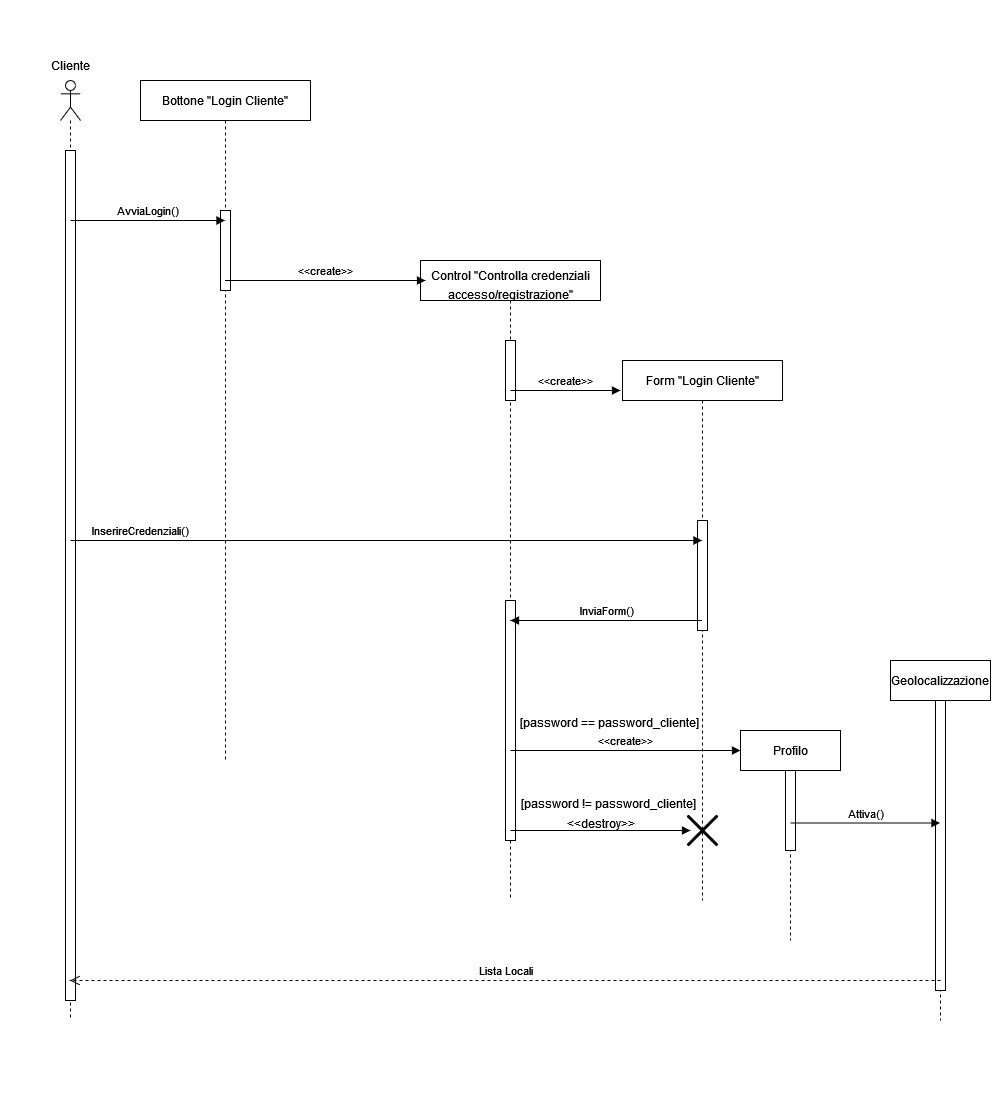 Cliente
Bottone "Login Cliente"
AvviaLogin()
<<create>>
Control "Controlla credenziali
accesso/registrazione"
<<create>>
Form "Login Cliente"
InserireCredenziali()
InviaForm()
Geolocalizzazione
[password == password_cliente]
<<create>>
Profilo
[password != password_cliente]
<<destroy>>
Attiva()
Lista Locali